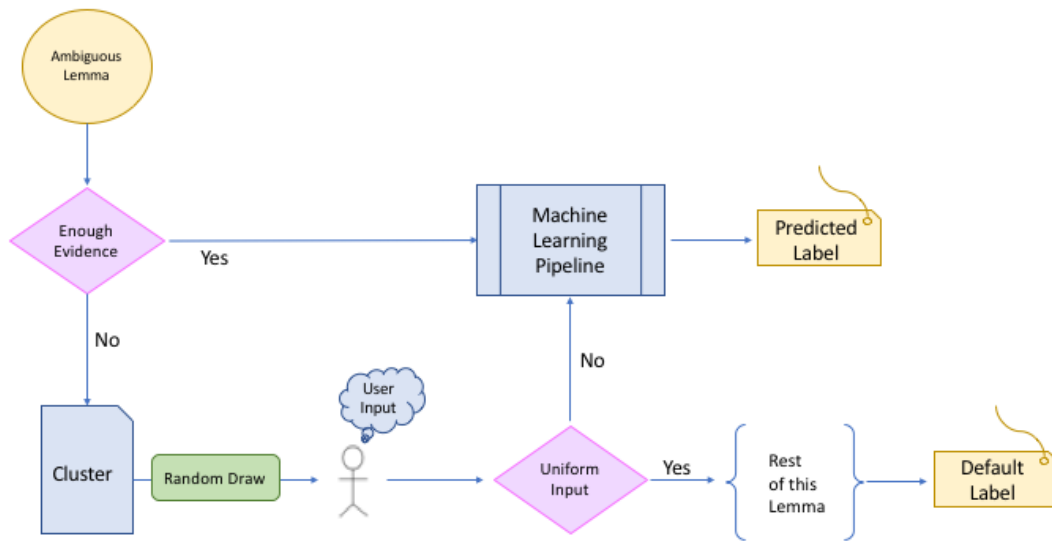 Ambiguous
Lemma
Enough
Evidence
Yes
Machine
Learning
Pipeline
Predicted
Label
No
No
User
Input
Cluster
Random Draw
Uniform
Input
Yes
Rest
of this
Lemma
Default
Label